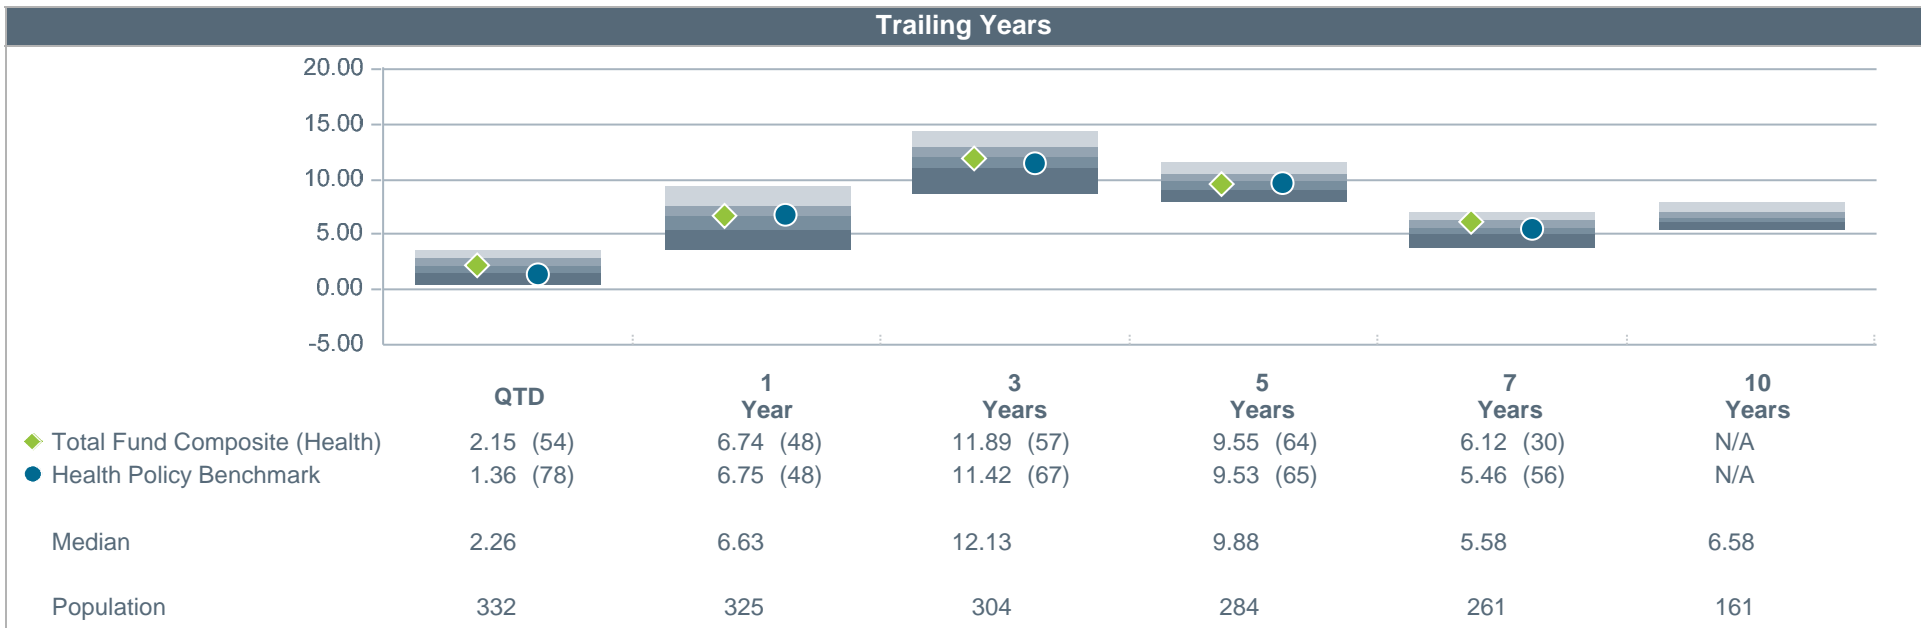 Trailing Years
20.00
15.00
10.00
5.00
0.00
-5.00
QTD 1 Year 3 Years 5 Years 7 Years 10 Years
Total Fund Composite (Health) 2.15 (54) 6.74 (48) 11.89 (57) 9.55 (64) 6.12 (30) N/A
Health Policy Benchmark 1.36 (78) 6.75 (48) 11.42 (67) 9.53 (65) 5.46 (56) N/A
Median 2.26 6.63 12.13 9.88 5.58 6.58
Population 332 325 304 284 261 161